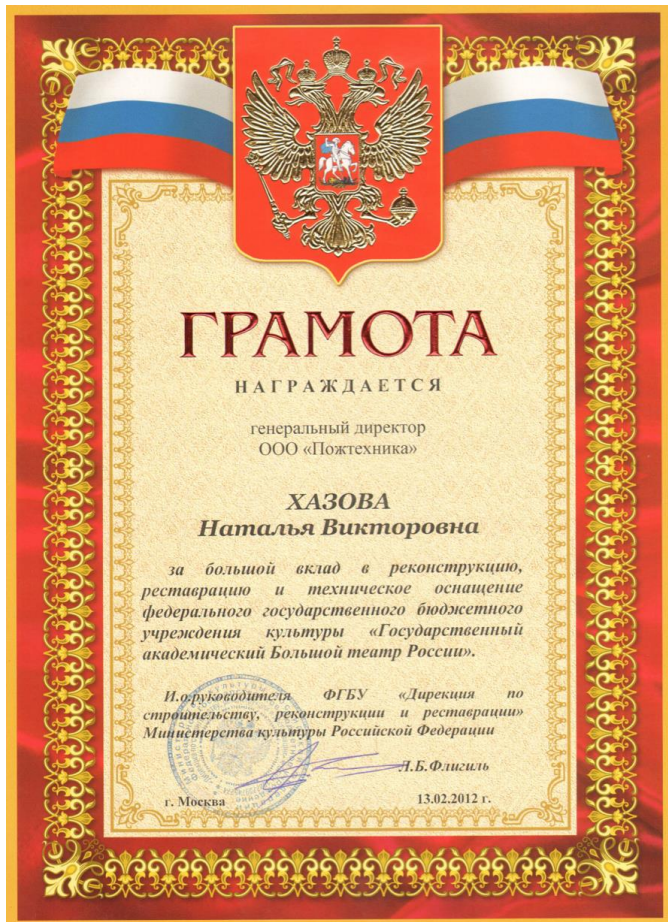 ГРАМОТА
НАГРАЖДАЕТСЯ
генеральный директор
ООО «Пожтехника»
ХАЗОВА
Наталья Викторовна
за большой вклад в реконструкцию,
реставрацию и техническое оснащение
федерального государственного бюджетного
учреждения культуры «Государственный
академический Большой театр России».
И.о.руководителя ФГБУ «Дирекция по
строительству, реконструкции и реставрации»
Министерства культуры Российской Федерации
Л.Б.Флигиль
г. Москва 13.02.2012 г.